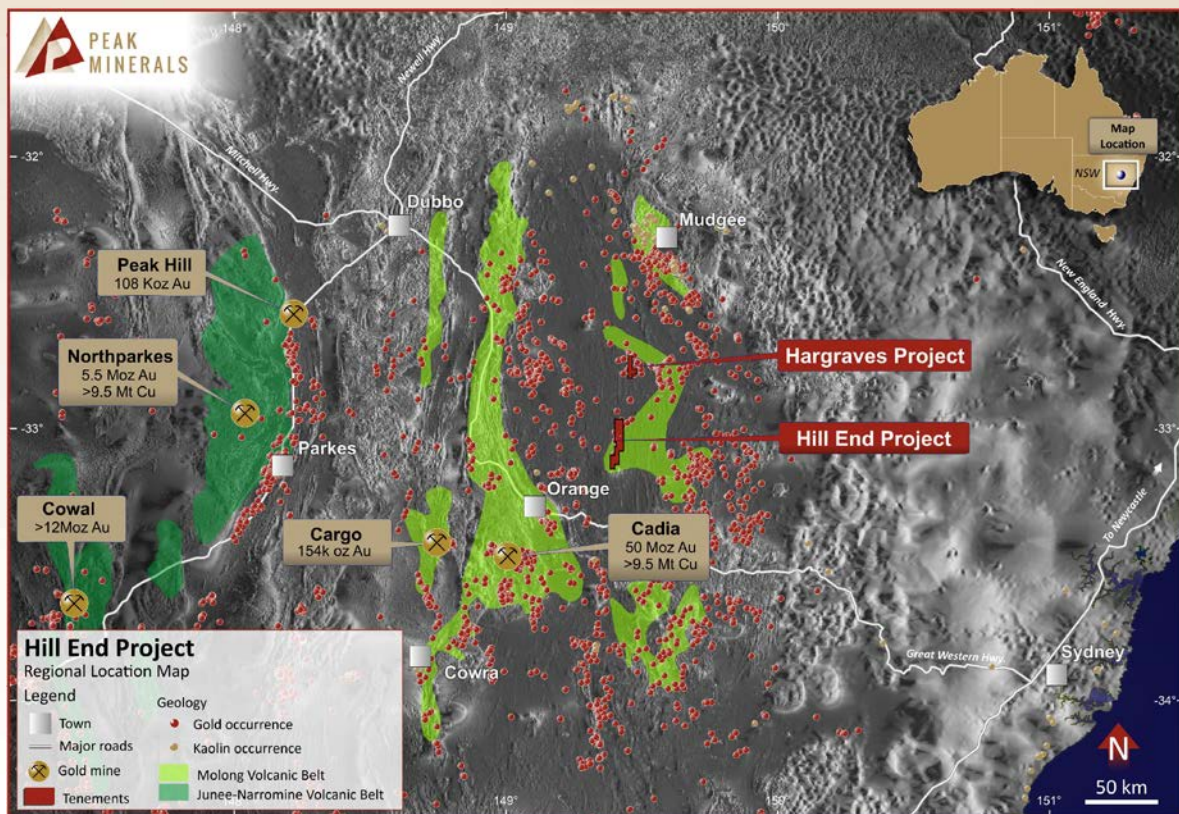 PEAK
MINERALS
148°
149°
150°
151°
Newell Hwy.
Mitchell Hwy.
Map
Location
NSW
-32°
-32°
Dubbo
Mudgee
Peak Hill
108 Koz Au
New England Hwy.
Northparkes
5.5 Moz Au
>9.5 Mt Cu
Hargraves Project
-33°
-33°
Hill End Project
Parkes
Orange
To Newcastle
Cowal
>12Moz Au
Cargo
154k oz Au
Cadia
50 Moz Au
>9.5 Mt Cu
Cowra
Great Western Hwy.
Sydney
-34°
Hill End Project
Regional Location Map
Legend
Town
Major roads
Gold mine
Tenements
Geology
Gold occurrence
Kaolin occurrence
Molong Volcanic Belt
Junee-Narromine Volcanic Belt
149°
150°
151°
N
50 km